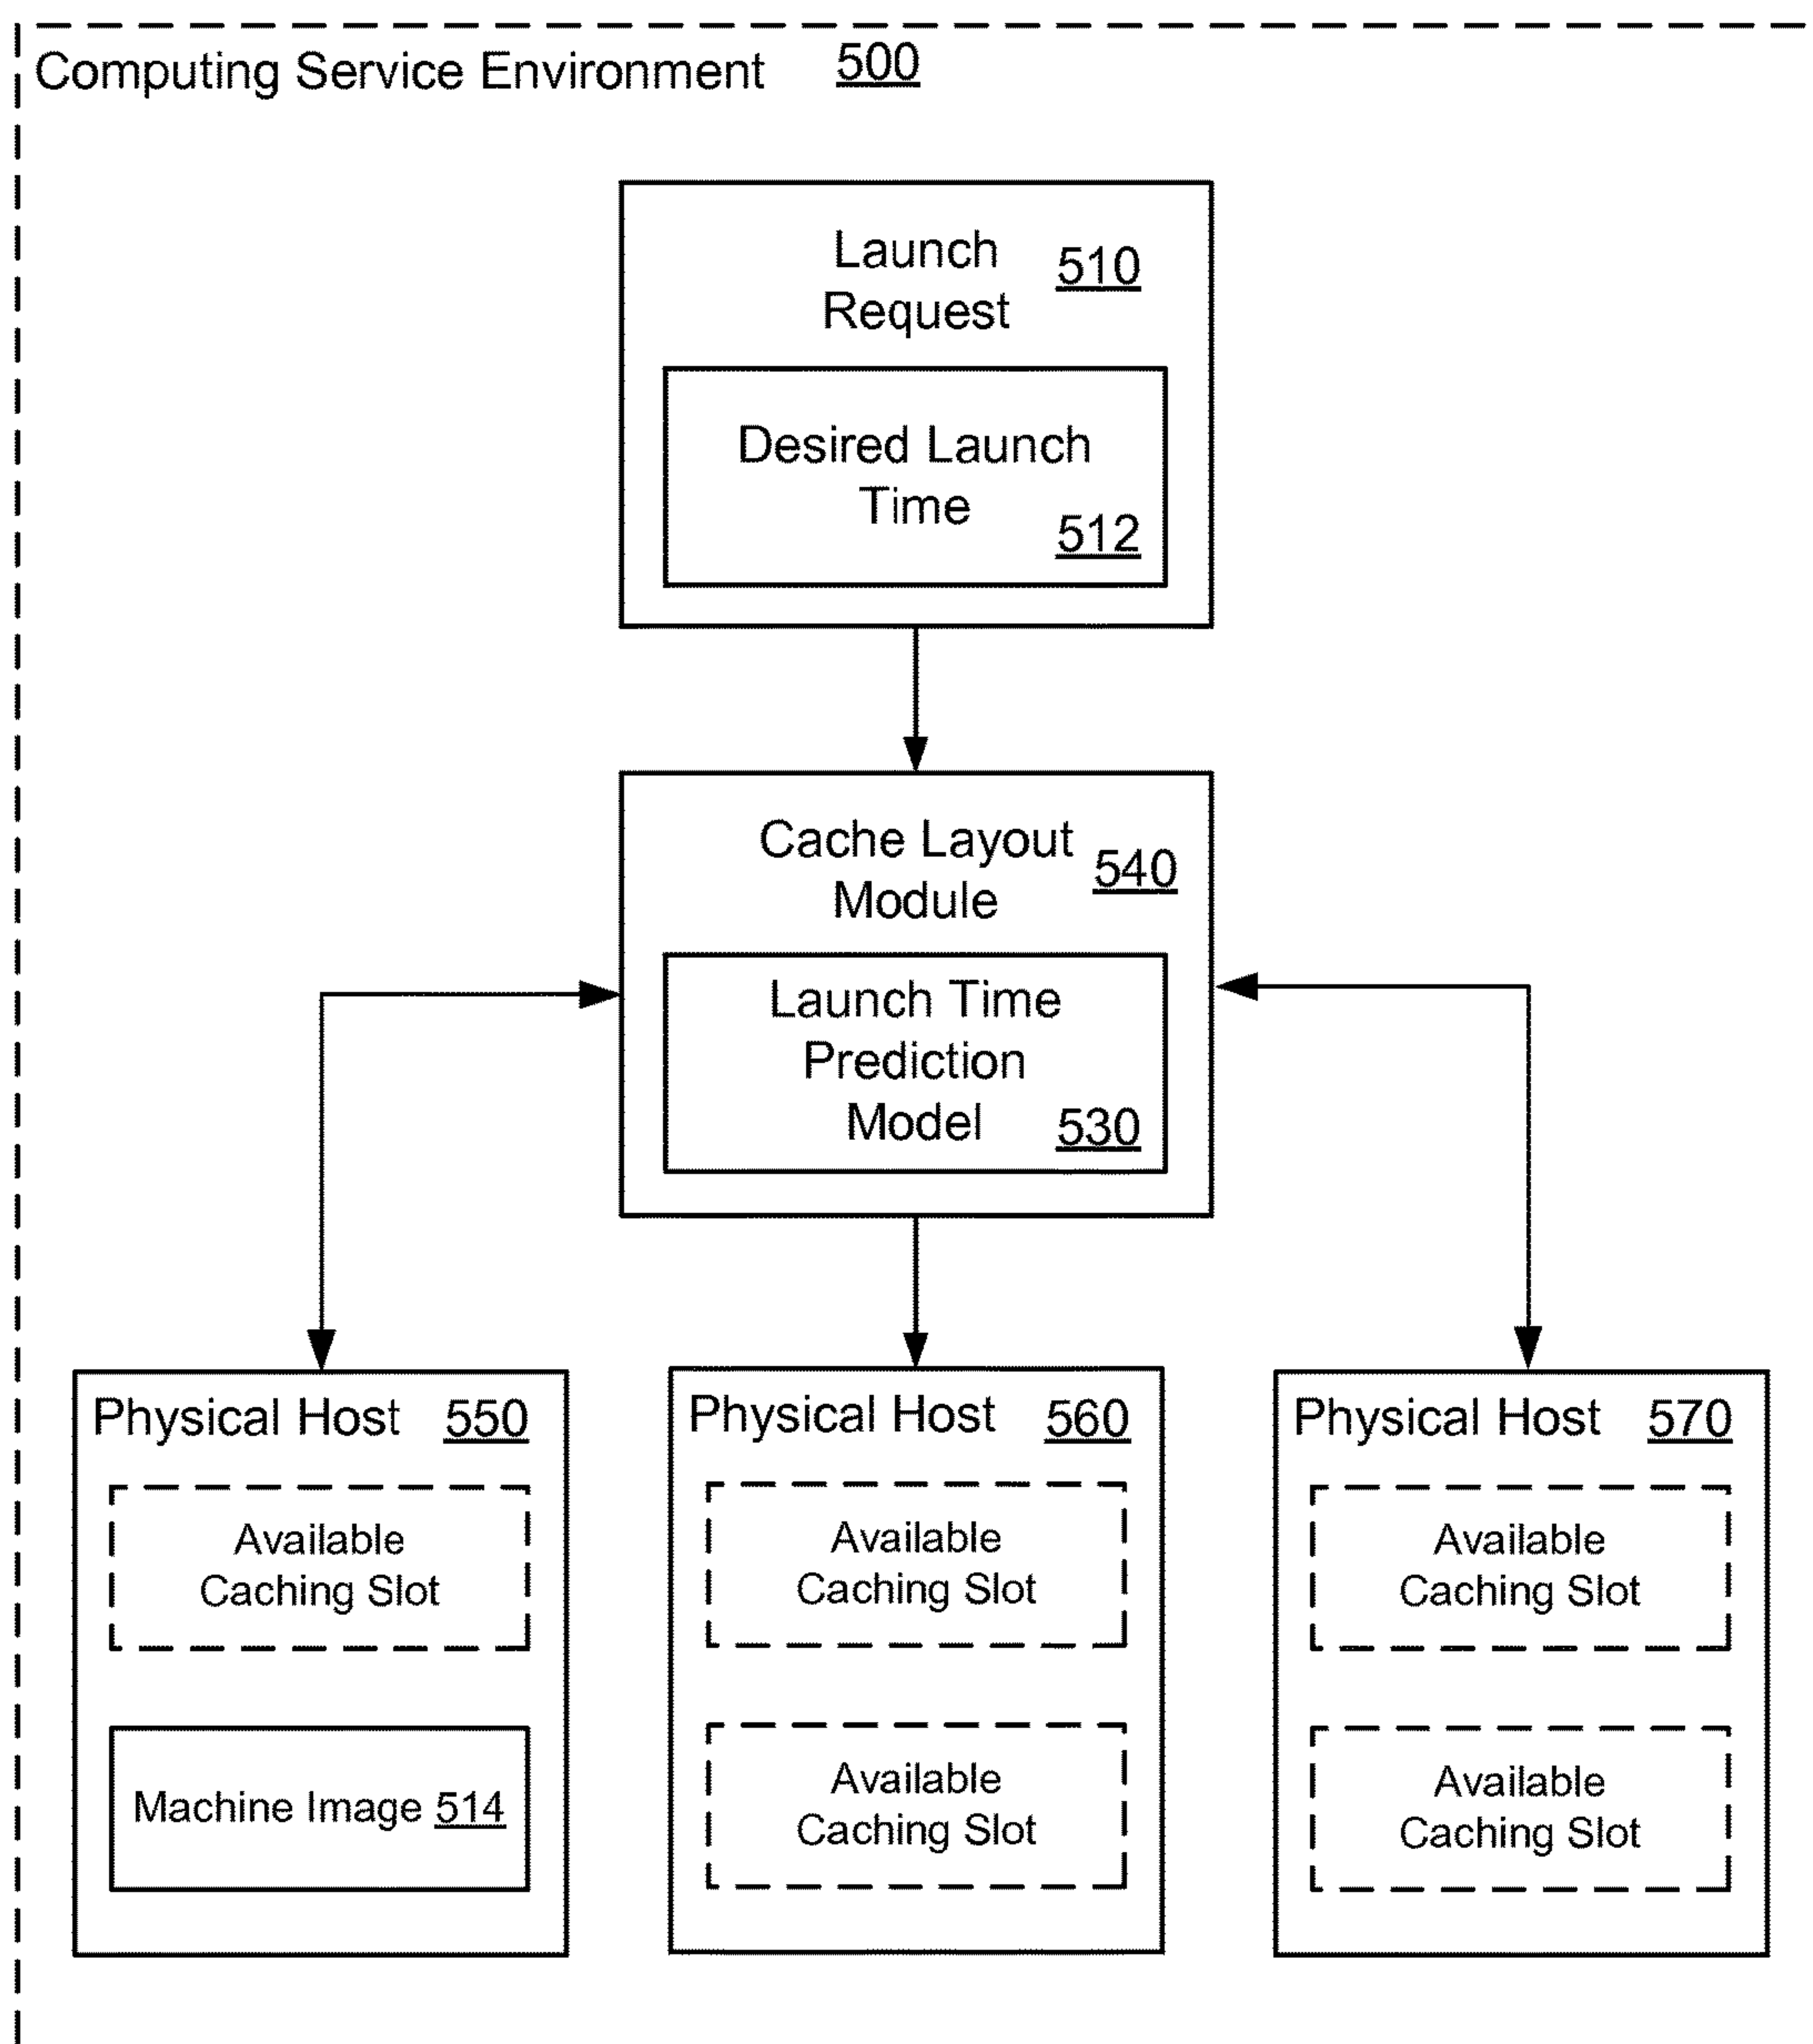 Computing Service Environment 500
Launch
Request 510
Desired Launch
Time 512
Cache Layout
Module 540
Launch Time
Prediction
Model 530
Physical Host 550
Available
Caching Slot
Machine Image 514
Physical Host 560
Available
Caching Slot
Available
Caching Slot
Physical Host 570
Available
Caching Slot
Available
Caching Slot